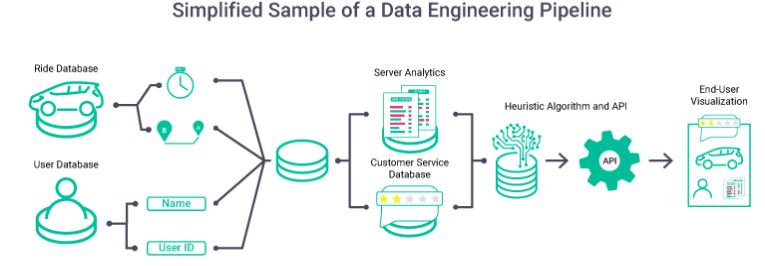 Simplified Sample of a Data Engineering Pipeline
Ride Database
B
A
User Database
Name
User ID
Server Analytics
Customer Service
Database
Heuristic Algorithm and API
API
End-User
Visualization